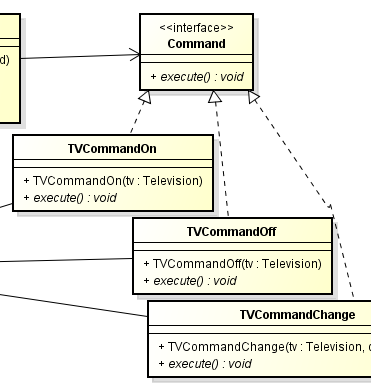 <<interface>>
Command
d)
+ execute() : void
TVCommandOn
+ TVCommandOn(tv : Television)
+ execute() : void
TVCommandOff
+ TVCommandOff(tv : Television)
+ execute() : void
TVCommandChange
+ TVCommandChange(tv : Television,
+ execute() : void